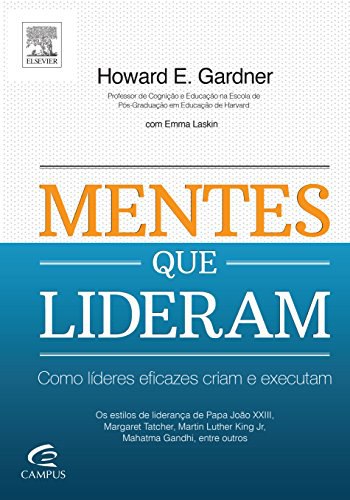 ELSEVIER
Howard E. Gardner
Professor de Cognição e Educação na Escola de
Pós-Graduação em Educação de Harvard
com Emma Laskin
MENTES
QUE
LIDERAM
Como líderes eficazes criam e executam
Os estilos de liderança de Papa João XXIII,
Margaret Tatcher, Martin Luther King Jr,
Mahatma Gandhi, entre outros
CAMPUS